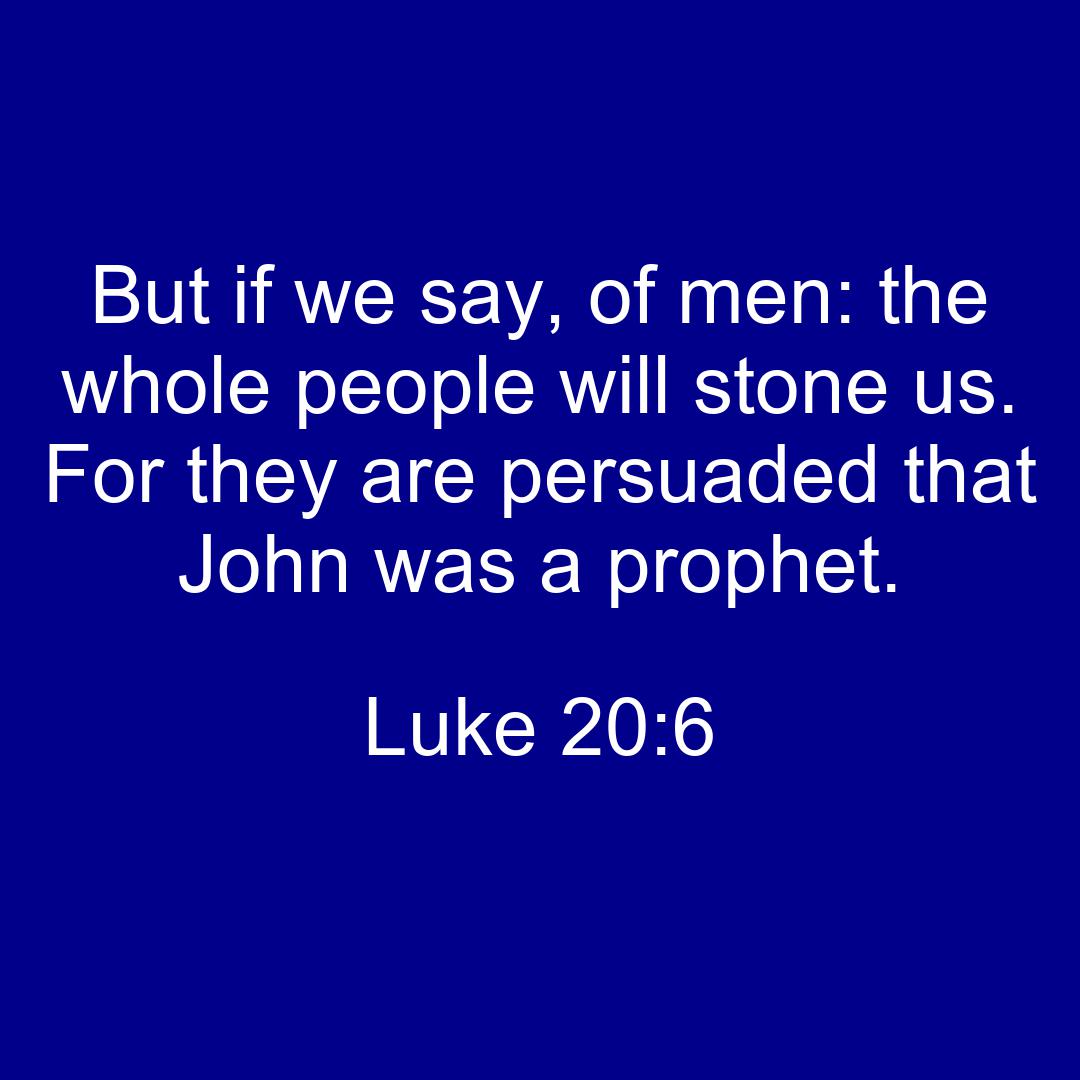 But if we say, of men: the
whole people will stone us.
For they are persuaded that
John was a prophet.
Luke 20:6